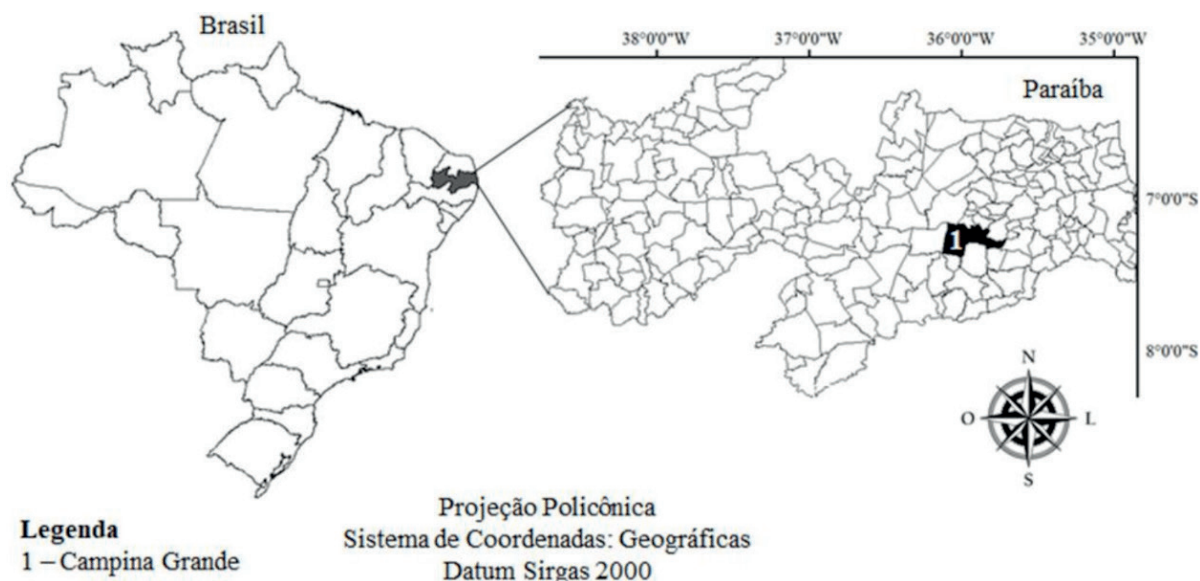 Brasil
38°0'0"W
37°0'0"W
36°0'0"W
35°0'0"W
Paraíba
7°0'0"S
1
8°0'0"S
N
O
L
S
Legenda
1 – Campina Grande
Projeção Policônica
Sistema de Coordenadas: Geográficas
Datum Sirgas 2000